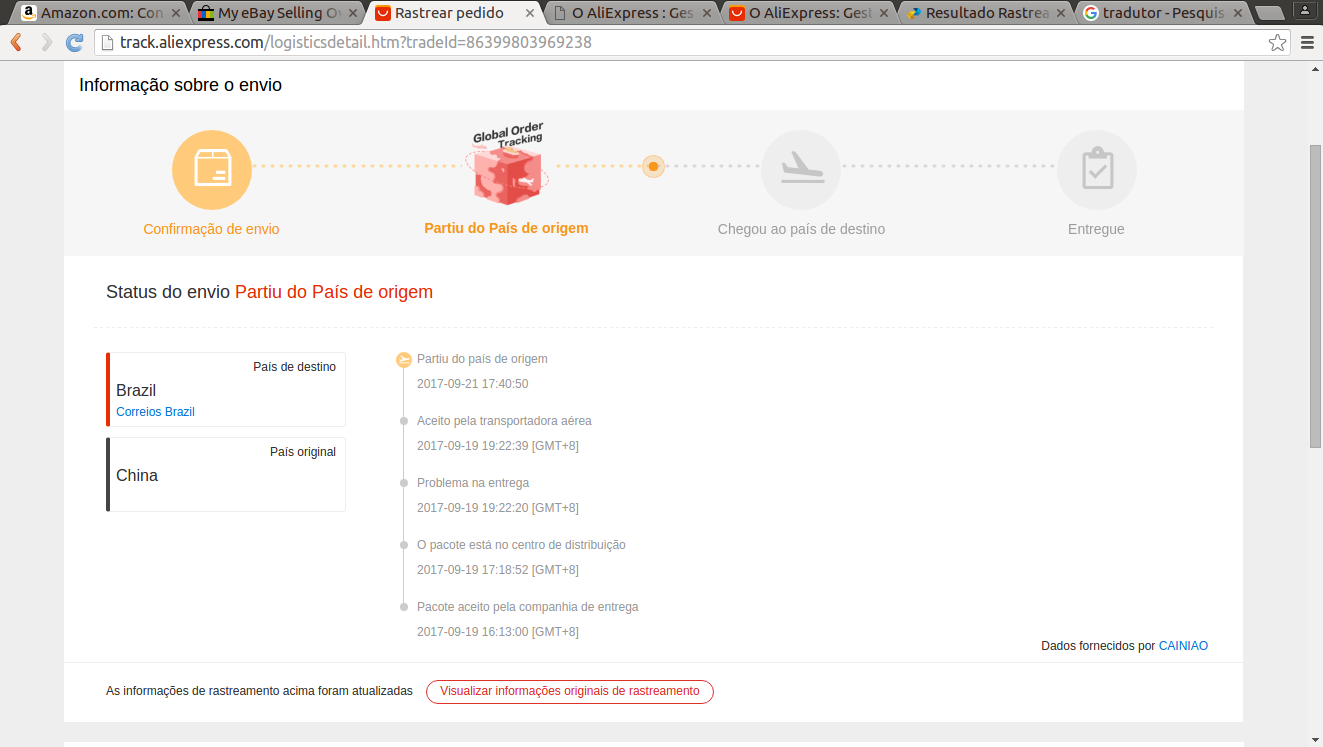 Amazon.com: Con
My eBay Selling Ov
Rastrear pedido
O AliExpress : Ges
O AliExpress: Gest
Resultado Rastrea
tradutor - Pesquis
track.aliexpress.com/logisticsdetail.htm?tradeId=86399803969238
Informação sobre o envio
Global Order
Tracking
Confirmação de envio
Partiu do País de origem
Chegou ao país de destino
Entregue
Status do envio Partiu do País de origem
País de destino
Brazil
Correios Brazil
País original
China
Partiu do país de origem
2017-09-21 17:40:50
Aceito pela transportadora aérea
2017-09-19 19:22:39 [GMT+8]
Problema na entrega
2017-09-19 19:22:20 [GMT+8]
O pacote está no centro de distribuição
2017-09-19 17:18:52 [GMT+8]
Pacote aceito pela companhia de entrega
2017-09-19 16:13:00 [GMT+8]
Dados fornecidos por CAINIAO
As informações de rastreamento acima foram atualizadas
Visualizar informações originais de rastreamento